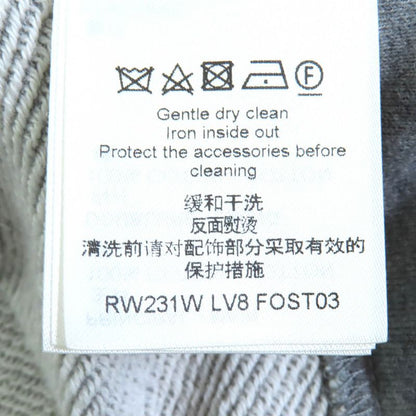 F
Gentle dry clean
Iron inside out
Protect the accessories before
cleaning
缓和干洗
反面熨烫
清洗前请对配饰部分采取有效的
保护措施
RW231W LV8 FOST03